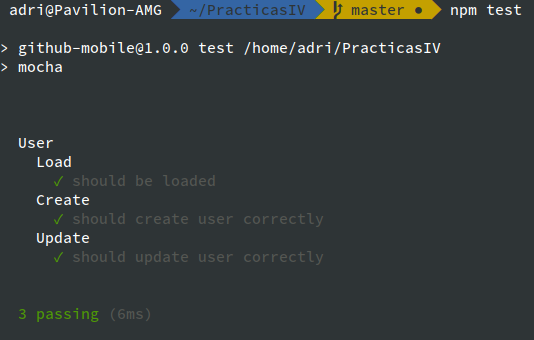 adri@Pavilion-AMG ~/PracticasIV master ● npm test
> github-mobile@1.0.0 test /home/adri/PracticasIV
> mocha
User
Load
✓ should be loaded
Create
✓ should create user correctly
Update
✓ should update user correctly
3 passing (6ms)